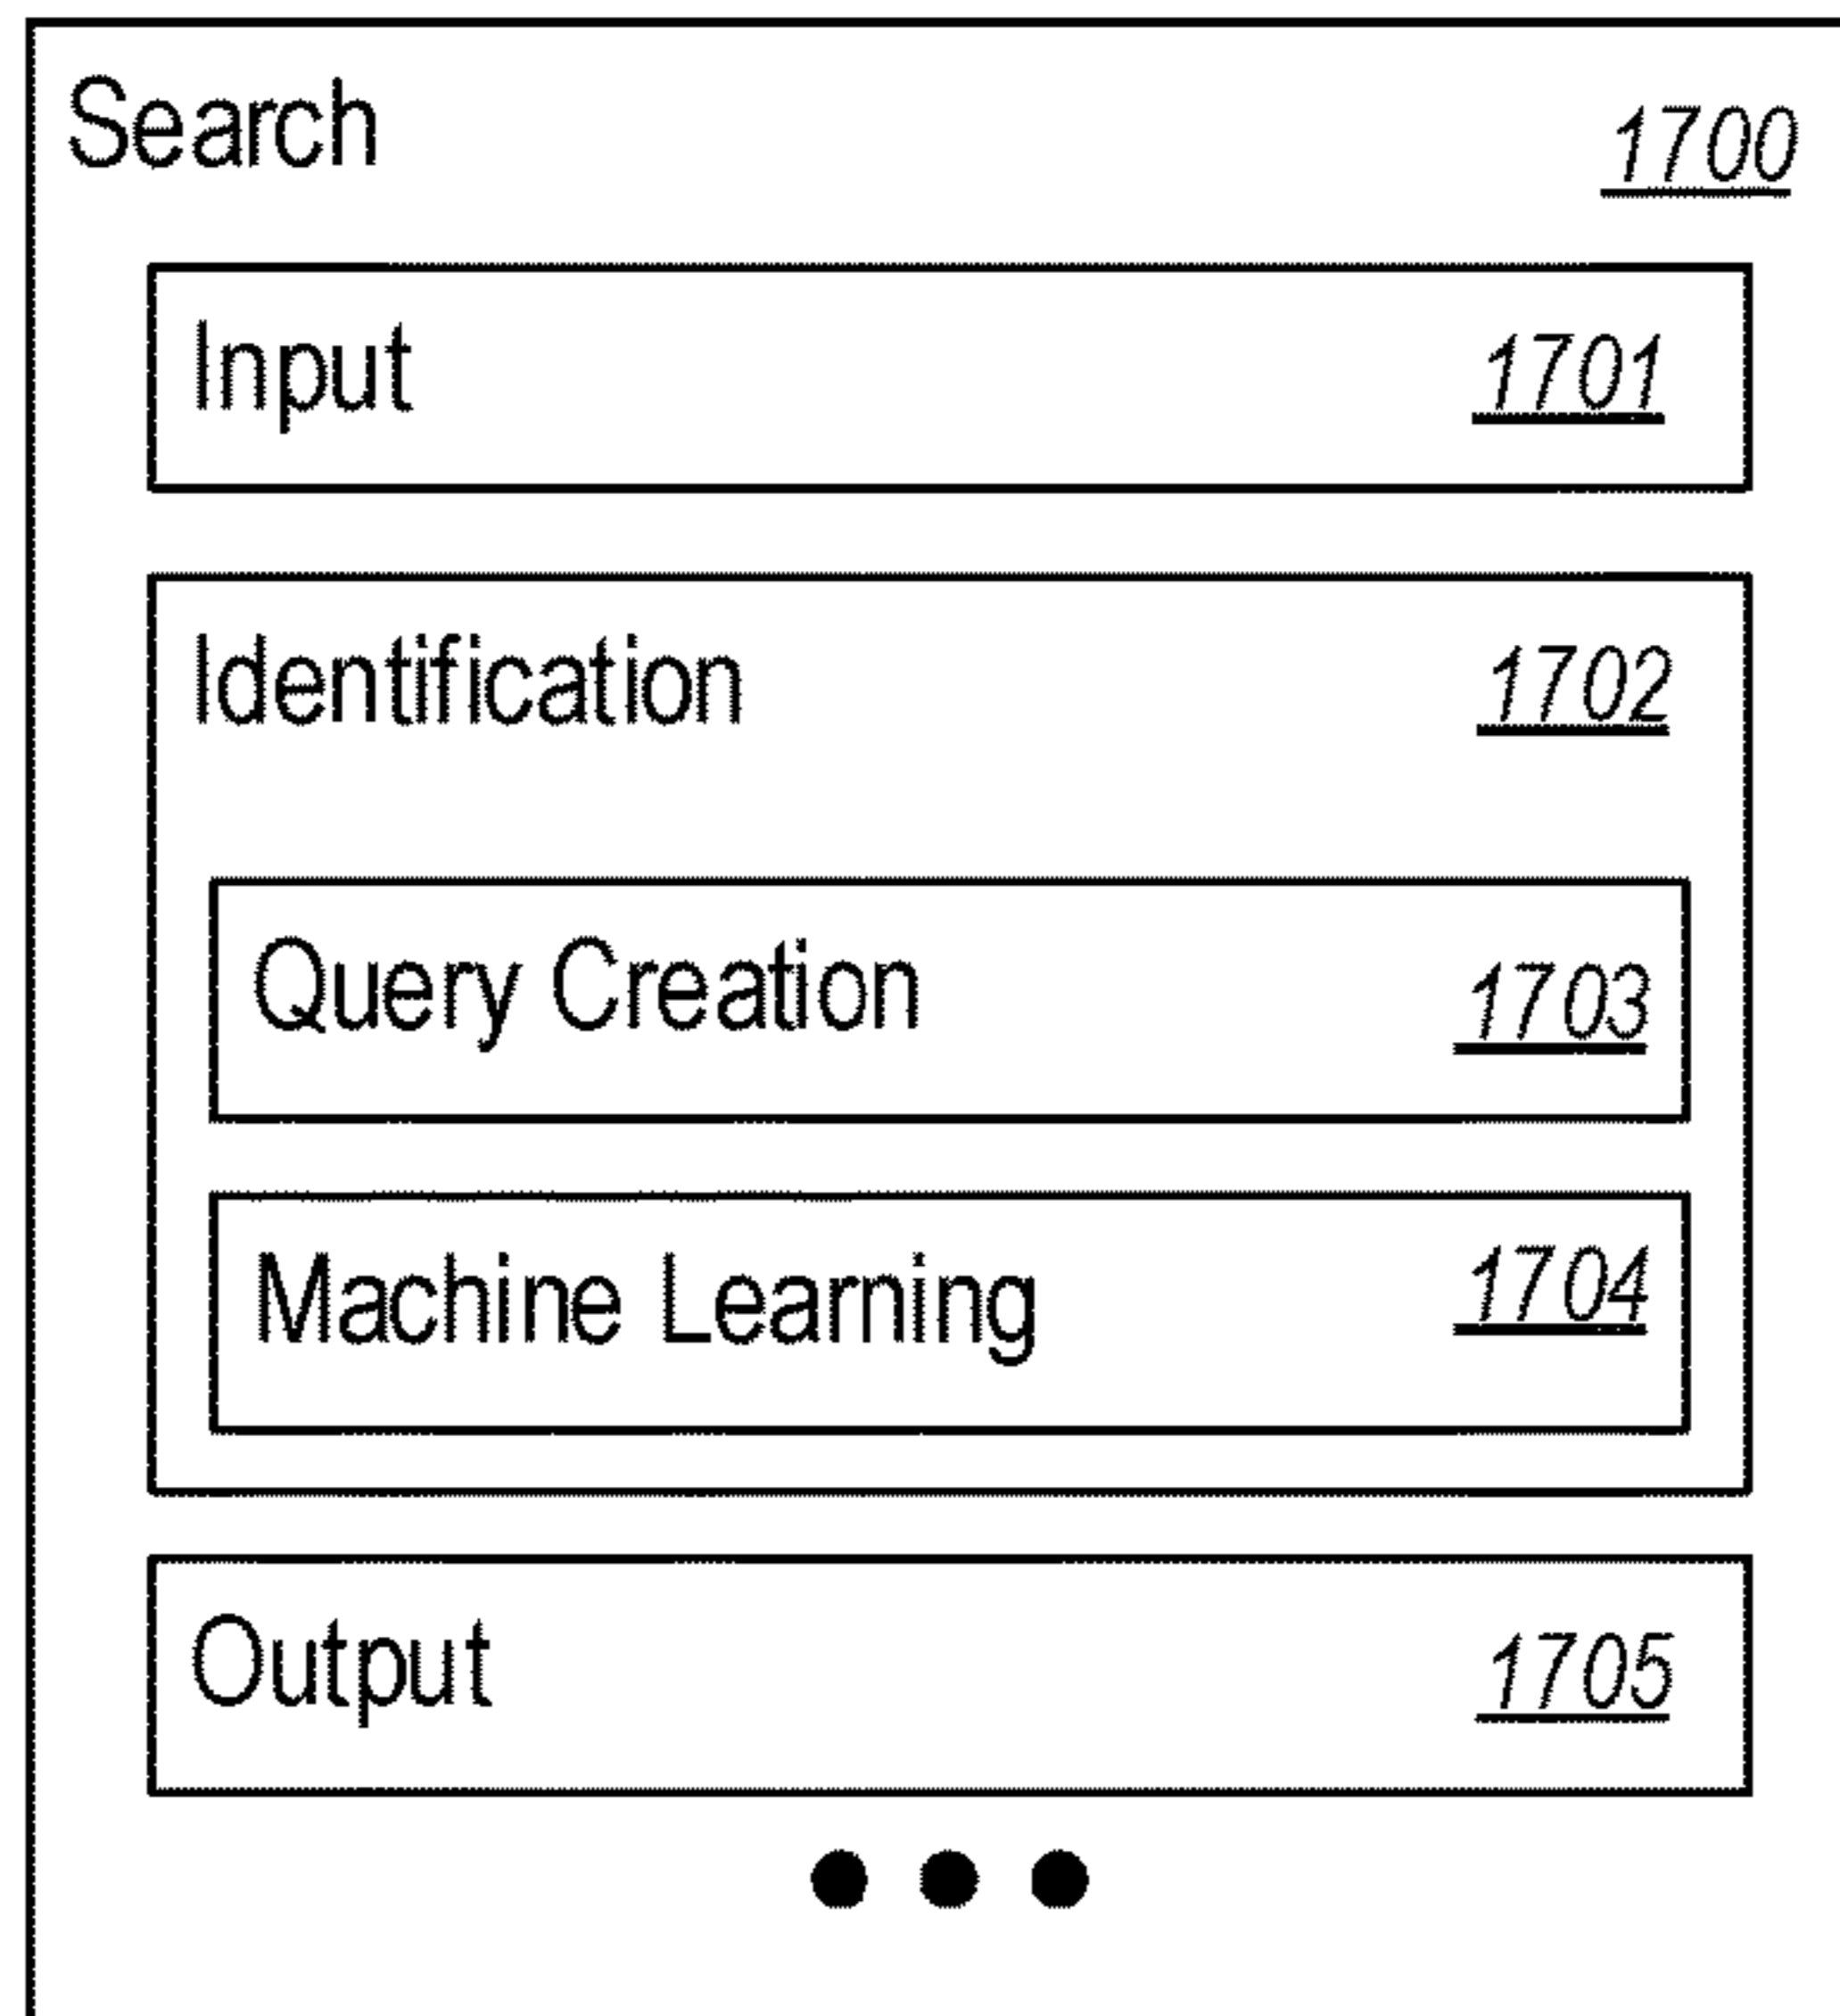 Search 1700
Input 1701
Identification 1702
Query Creation 1703
Machine Learning 1704
Output 1705